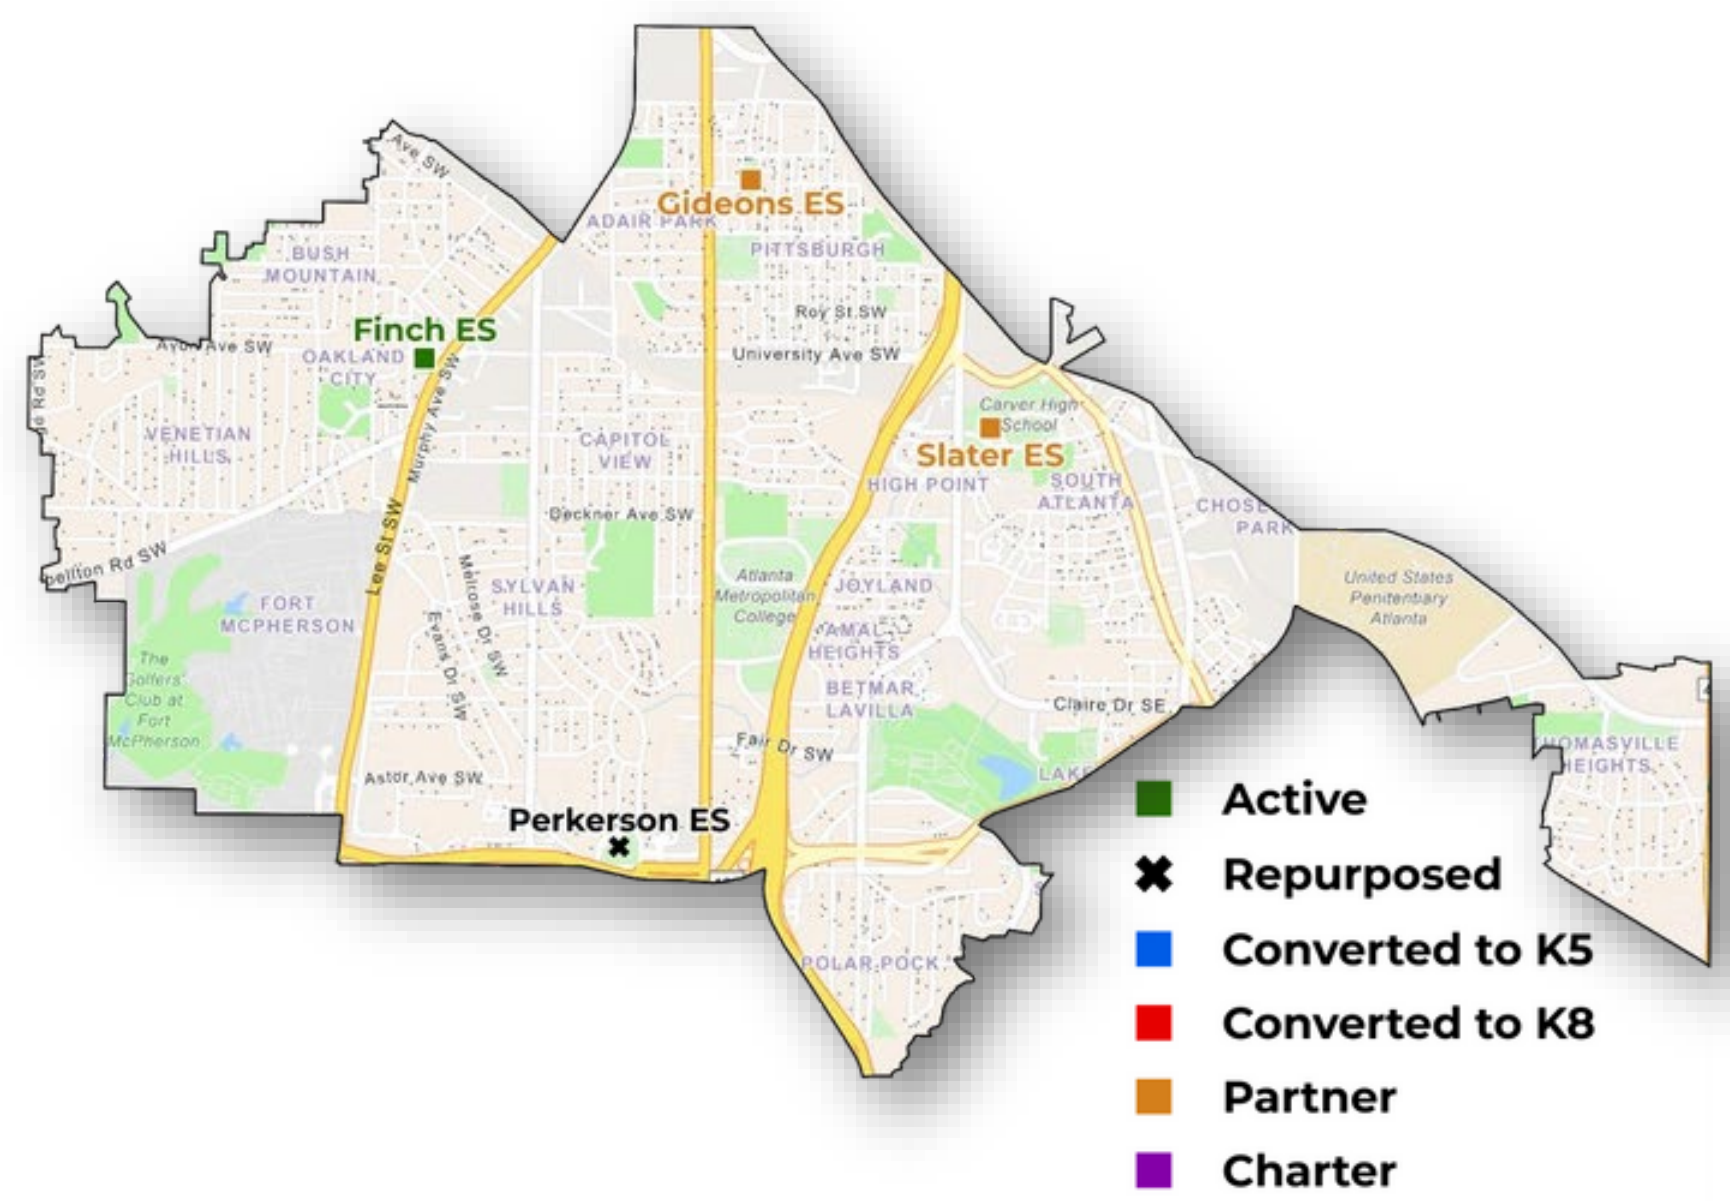 Ave SW
Gideons ES
ADAIR PARK
BUSH
MOUNTAIN
PITTSBURGH
Roy St SW
Finch ES
Avon Ave SW
OAKLAND
CITY
University Ave SW
Murphy Ave SW
Carver High
School
VENETIAN
HILLS
CAPITOL
VIEW
Slater ES
HIGH POINT
SOUTH
ATLANTA
CHOSE
PARK
Deckner Ave SW
Lee St SW
Melrose Dr SW
Evans Dr SW
SYLVAN
HILLS
Atlanta
Metropolitan
College
JOYLAND
United States
Penitentiary
Atlanta
FORT
MCPHERSON
AMAL
HEIGHTS
The
Golfers'
Club at
Fort
McPherson
BETMAR
LAVILLA
Claire Dr SE
Fair Dr SW
HOMASVILLE
HEIGHTS
LAKE
Astor Ave SW
Perkerson ES
POLAR ROCK
Active
Repurposed
Converted to K5
Converted to K8
Partner
Charter